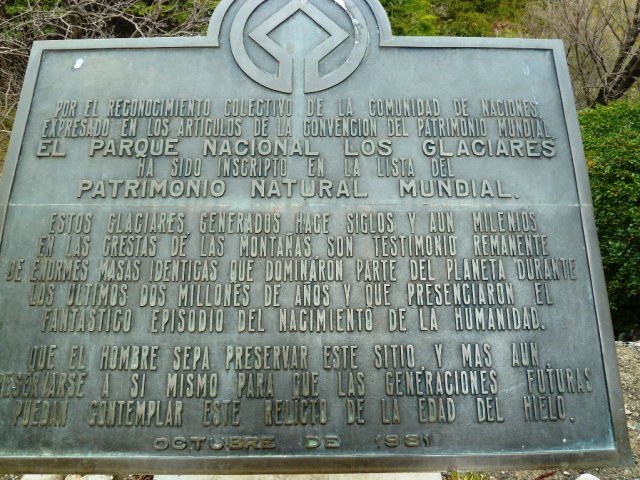 POR EL RECONOCIMIENTO COLECTIVO DE LA COMUNIDAD DE NACIONES,
EXPRESADO EN LOS ARTICULOS DE LA CONVENCION DEL PATRIMONIO MUNDIAL,
EL PARQUE NACIONAL LOS GLACIARES
HA SIDO INSCRIPTO EN LA LISTA DEL
PATRIMONIO NATURAL MUNDIAL.
ESTOS GLACIARES, GENERADOS HACE SIGLOS Y AUN MILENIOS
EN LAS CRESTAS DE LAS MONTAÑAS, SON TESTIMONIO REMANENTE
DE ENORMES MASAS IDENTICAS QUE DOMINARON PARTE DEL PLANETA DURANTE
LOS ULTIMOS DOS MILLONES DE AÑOS Y QUE PRESENCIARON EL
FANTASTICO EPISODIO DEL NACIMIENTO DE LA HUMANIDAD.
QUE EL HOMBRE SEPA PRESERVAR ESTE SITIO Y MAS AUN,
PRESERVARSE A SI MISMO PARA QUE LAS GENERACIONES FUTURAS
PUEDAN CONTEMPLAR ESTE RELICTO DE LA EDAD DEL HIELO.
OCTUBRE DE 1981